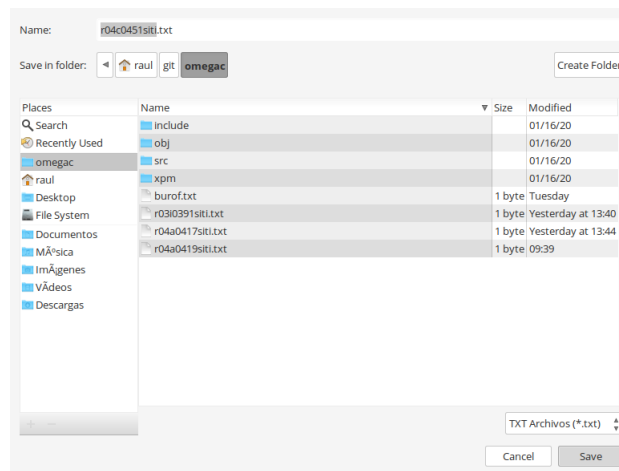 Name: r04c0451siti.txt
Save in folder: raul git omegac Create Folder
Places Name Size Modified
Search include 01/16/20
Recently Used obj 01/16/20
omegac src 01/16/20
raul xpm 01/16/20
Desktop burof.txt 1 byte Tuesday
File System r03i0391siti.txt 1 byte Yesterday at 13:40
Documentos r04a0417siti.txt 1 byte Yesterday at 13:44
MÃºsica r04a0419siti.txt 1 byte 09:39
ImÃ¡genes
VÃ­deos
Descargas
TXT Archivos (*.txt)
Cancel Save